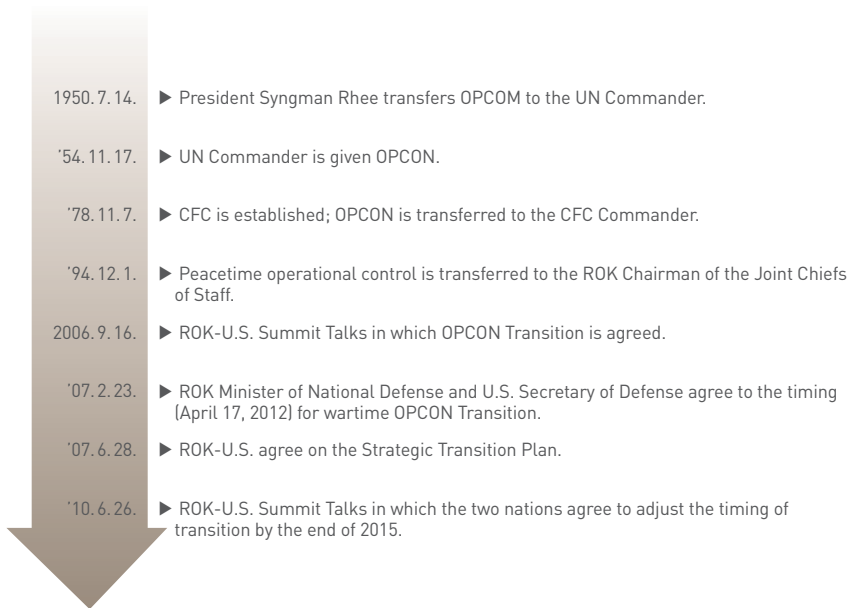 1950. 7. 14. ▶ President Syngman Rhee transfers OPCOM to the UN Commander.
'54. 11. 17. ▶ UN Commander is given OPCON.
'78. 11. 7. ▶ CFC is established; OPCON is transferred to the CFC Commander.
'94. 12. 1. ▶ Peacetime operational control is transferred to the ROK Chairman of the Joint Chiefs
of Staff.
2006. 9. 16. ▶ ROK-U.S. Summit Talks in which OPCON Transition is agreed.
'07. 2. 23. ▶ ROK Minister of National Defense and U.S. Secretary of Defense agree to the timing
(April 17, 2012) for wartime OPCON Transition.
'07. 6. 28. ▶ ROK-U.S. agree on the Strategic Transition Plan.
'10. 6. 26. ▶ ROK-U.S. Summit Talks in which the two nations agree to adjust the timing of
transition by the end of 2015.